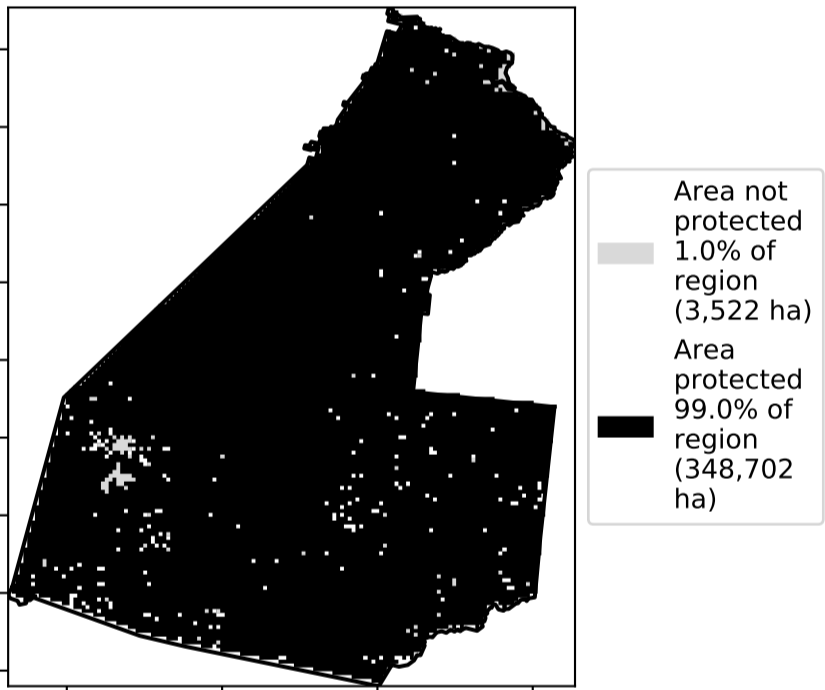 Area not
protected
1.0% of
region
(3,522 ha)
Area
protected
99.0% of
region
(348,702
ha)